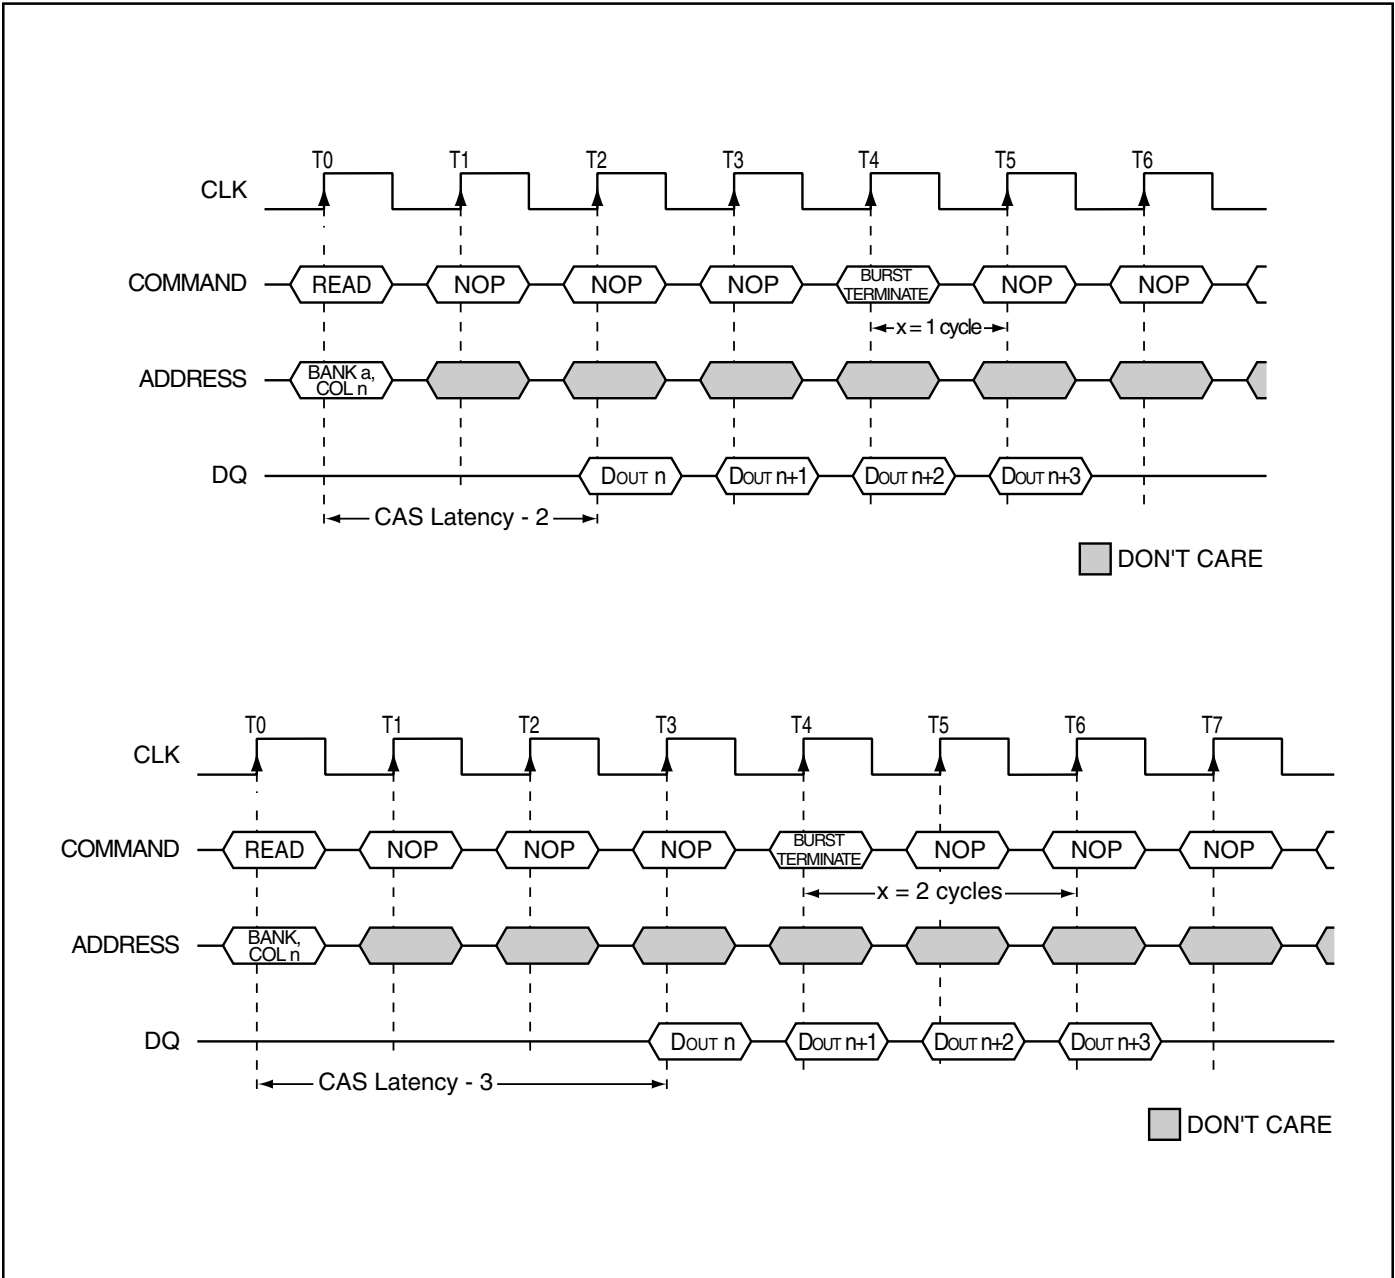 T0 T1 T2 T3 T4 T5 T6
CLK
COMMAND READ NOP NOP NOP BURST TERMINATE NOP NOP
x = 1 cycle
ADDRESS BANK a, COL n
DQ DOUT n DOUT n+1 DOUT n+2 DOUT n+3
CAS Latency - 2
DON'T CARE
T0 T1 T2 T3 T4 T5 T6 T7
CLK
COMMAND READ NOP NOP NOP BURST TERMINATE NOP NOP NOP
x = 2 cycles
ADDRESS BANK, COL n
DQ DOUT n DOUT n+1 DOUT n+2 DOUT n+3
CAS Latency - 3
DON'T CARE